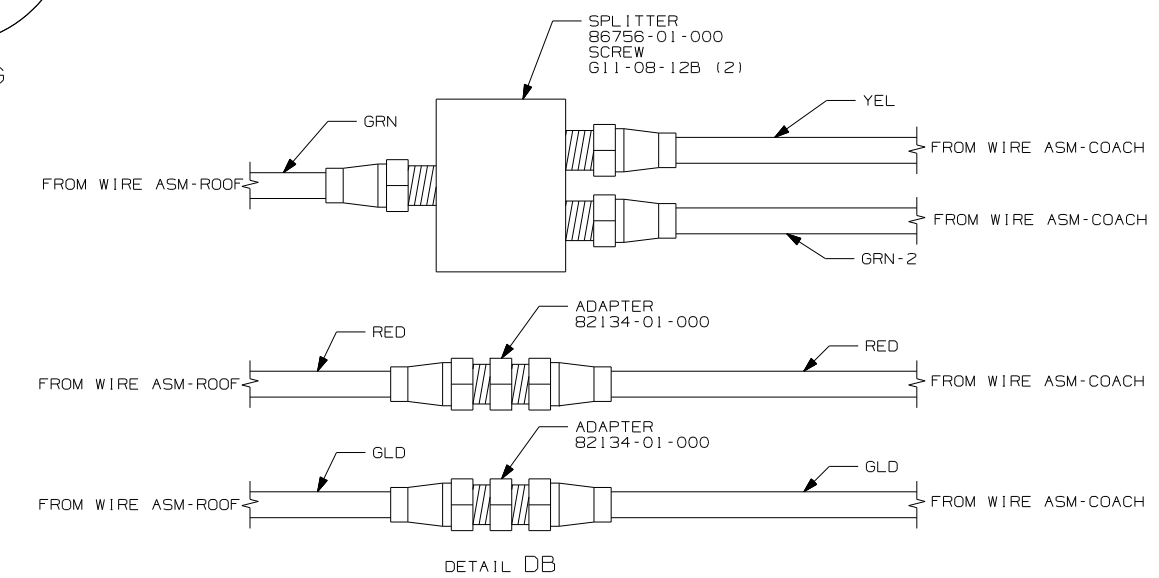 SPLITTER
86756-01-000
SCREW
G11-08-12B (2)
G
GRN
YEL
FROM WIRE ASM-ROOF
FROM WIRE ASM-COACH
FROM WIRE ASM-COACH
GRN-2
ADAPTER
82134-01-000
RED
RED
FROM WIRE ASM-ROOF
FROM WIRE ASM-COACH
ADAPTER
82134-01-000
GLD
GLD
FROM WIRE ASM-ROOF
FROM WIRE ASM-COACH
DETAIL DB